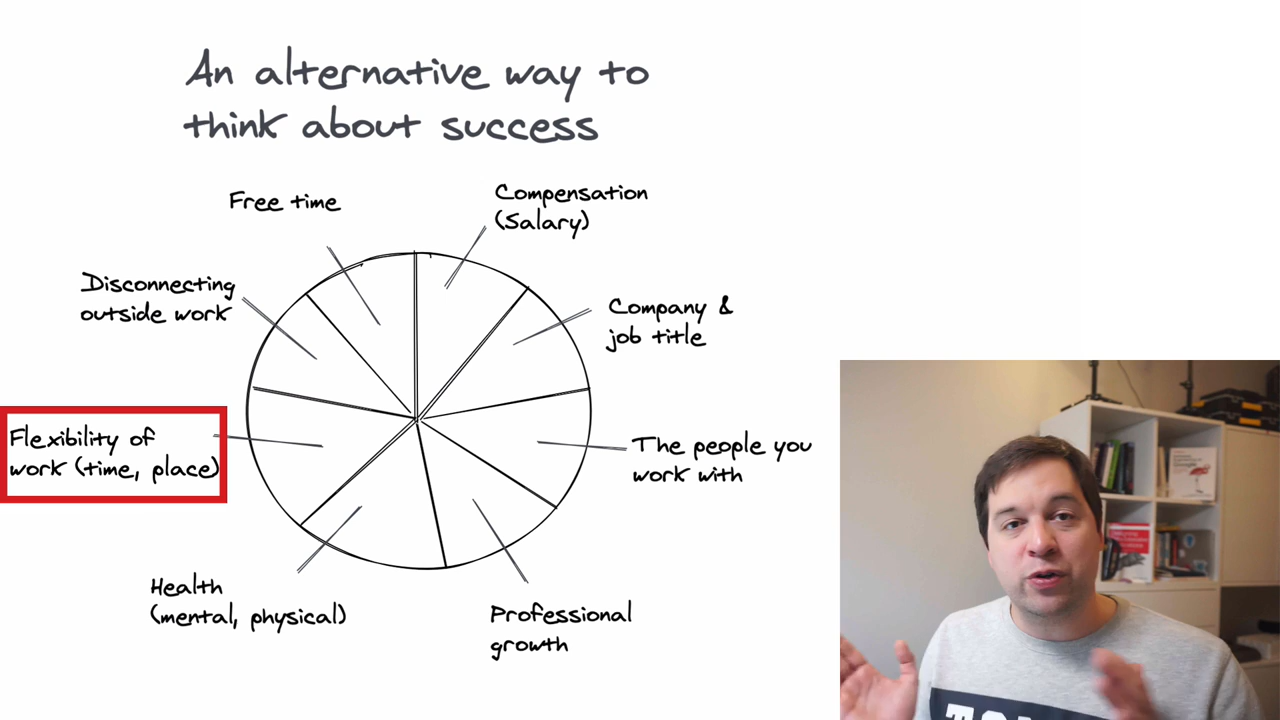 An alternative way to
think about success
Free time
Compensation
(Salary)
Disconnecting
outside work
Company &
job title
Flexibility of
work (time, place)
The people you
work with
Health
(mental, physical)
Professional
growth